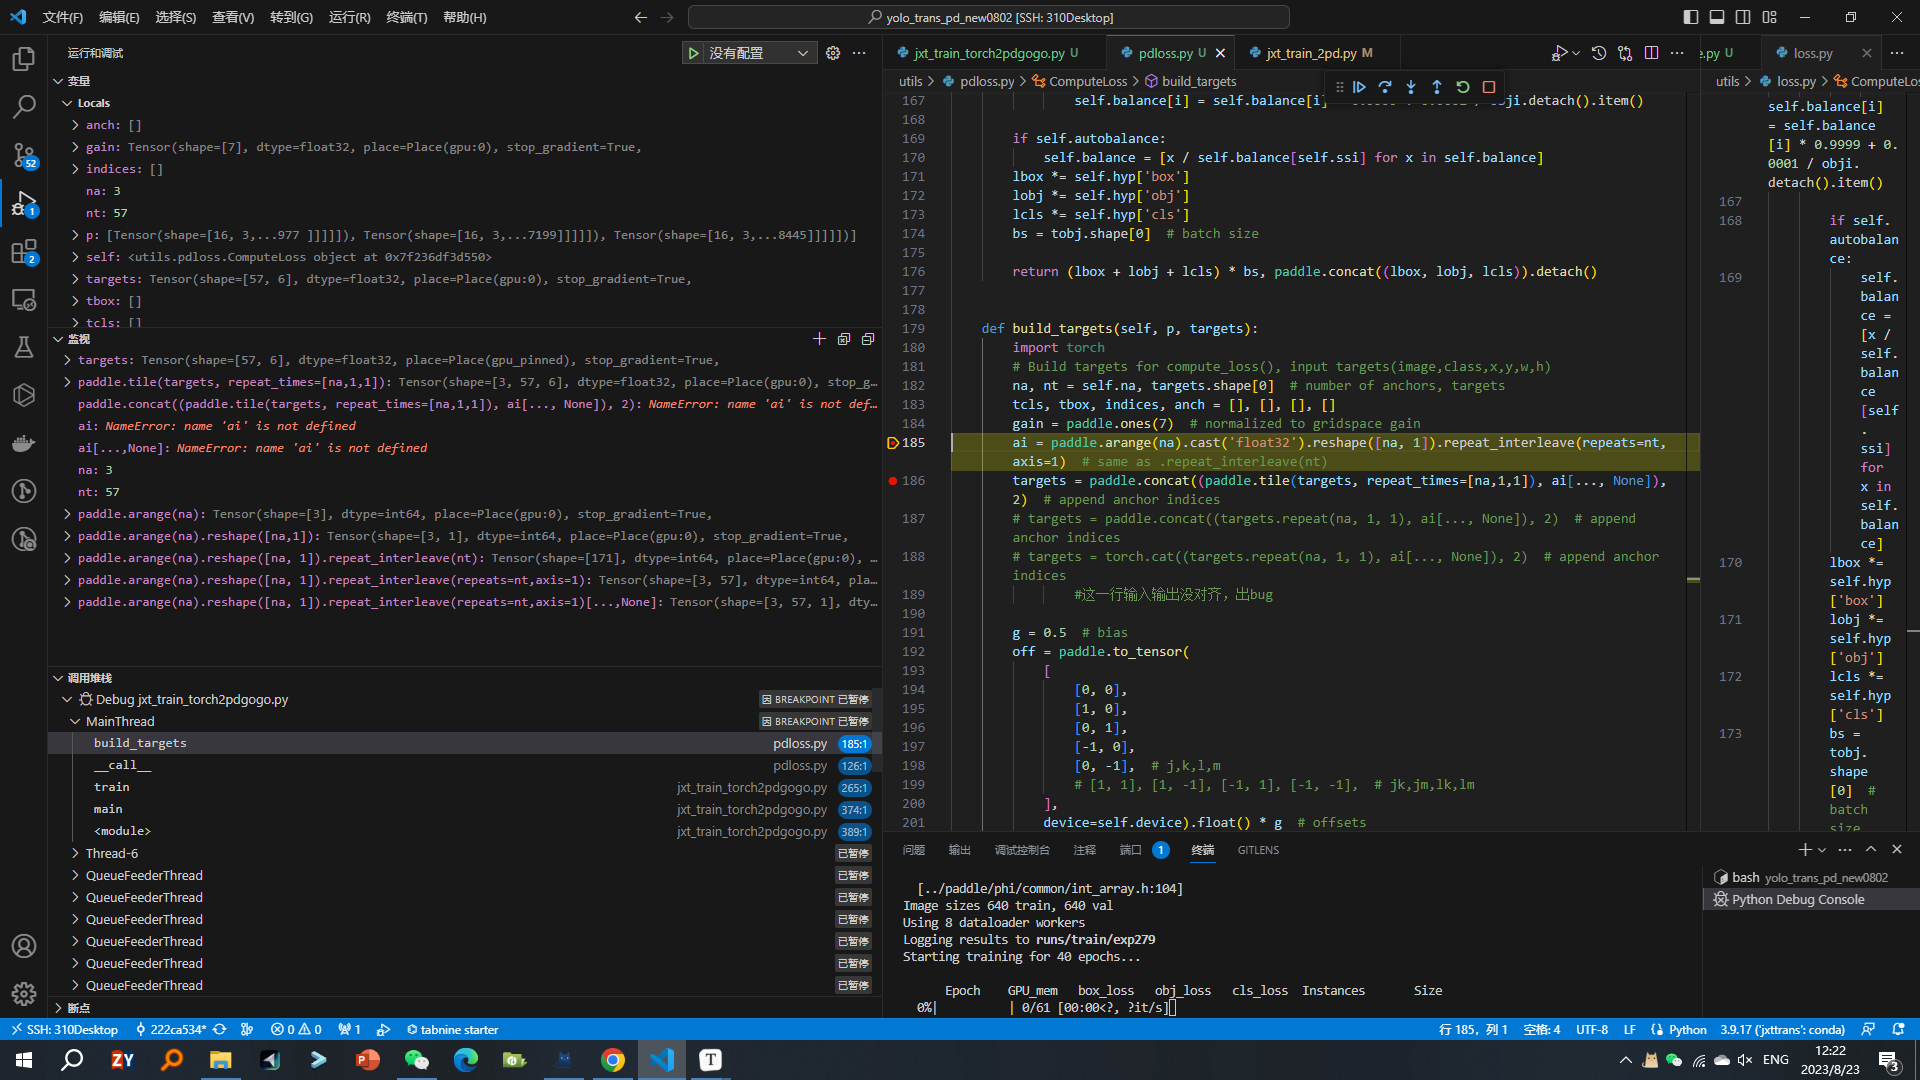 文件(F) 编辑(E) 选择(S) 查看(V) 转到(G) 运行(R) 终端(T) 帮助(H)
yolo_trans_pd_new0802 [SSH: 310Desktop]
运行和调试
没有配置
变量
Locals
anch: []
gain: Tensor(shape=[7], dtype=float32, place=Place(gpu:0), stop_gradient=True,
indices: []
na: 3
nt: 57
p: [Tensor(shape=[16, 3,...977 ]]]]]), Tensor(shape=[16, 3,...7199]]]]]), Tensor(shape=[16, 3,...8445]]]]])]
self: <utils.pdloss.ComputeLoss object at 0x7f236df3d550>
targets: Tensor(shape=[57, 6], dtype=float32, place=Place(gpu:0), stop_gradient=True,
tbox: []
tcls: []
监视
targets: Tensor(shape=[57, 6], dtype=float32, place=Place(gpu_pinned), stop_gradient=True,
paddle.tile(targets, repeat_times=[na,1,1]): Tensor(shape=[3, 57, 6], dtype=float32, place=Place(gpu:0), stop_g…
paddle.concat((paddle.tile(targets, repeat_times=[na,1,1]), ai[..., None]), 2): NameError: name 'ai' is not def…
ai: NameError: name 'ai' is not defined
ai[...,None]: NameError: name 'ai' is not defined
na: 3
nt: 57
paddle.arange(na): Tensor(shape=[3], dtype=int64, place=Place(gpu:0), stop_gradient=True,
paddle.arange(na).reshape([na,1]): Tensor(shape=[3, 1], dtype=int64, place=Place(gpu:0), stop_gradient=True,
paddle.arange(na).reshape([na, 1]).repeat_interleave(nt): Tensor(shape=[171], dtype=int64, place=Place(gpu:0), …
paddle.arange(na).reshape([na, 1]).repeat_interleave(repeats=nt,axis=1): Tensor(shape=[3, 57], dtype=int64, pla…
paddle.arange(na).reshape([na, 1]).repeat_interleave(repeats=nt,axis=1)[...,None]: Tensor(shape=[3, 57, 1], dty…
调用堆栈
Debug jxt_train_torch2pdgogo.py 因 BREAKPOINT 已暂停
MainThread 因 BREAKPOINT 已暂停
build_targets pdloss.py 185:1
__call__ pdloss.py 126:1
train jxt_train_torch2pdgogo.py 265:1
main jxt_train_torch2pdgogo.py 374:1
<module> jxt_train_torch2pdgogo.py 389:1
Thread-6 已暂停
QueueFeederThread 已暂停
QueueFeederThread 已暂停
QueueFeederThread 已暂停
QueueFeederThread 已暂停
QueueFeederThread 已暂停
QueueFeederThread 已暂停
断点
52
1
2
jxt_train_torch2pdgogo.py U pdloss.py U jxt_train_2pd.py M
utils > pdloss.py > ComputeLoss > build_targets
167 self.balance[i] = self.balance[i]
168
169 if self.autobalance:
170 self.balance = [x / self.balance[self.ssi] for x in self.balance]
171 lbox *= self.hyp['box']
172 lobj *= self.hyp['obj']
173 lcls *= self.hyp['cls']
174 bs = tobj.shape[0] # batch size
175
176 return (lbox + lobj + lcls) * bs, paddle.concat((lbox, lobj, lcls)).detach()
177
178
179 def build_targets(self, p, targets):
180 import torch
181 # Build targets for compute_loss(), input targets(image,class,x,y,w,h)
182 na, nt = self.na, targets.shape[0] # number of anchors, targets
183 tcls, tbox, indices, anch = [], [], [], []
184 gain = paddle.ones(7) # normalized to gridspace gain
185 ai = paddle.arange(na).cast('float32').reshape([na, 1]).repeat_interleave(repeats=nt,
axis=1) # same as .repeat_interleave(nt)
186 targets = paddle.concat((paddle.tile(targets, repeat_times=[na,1,1]), ai[..., None]),
2) # append anchor indices
187 # targets = paddle.concat((targets.repeat(na, 1, 1), ai[..., None]), 2) # append
anchor indices
188 # targets = torch.cat((targets.repeat(na, 1, 1), ai[..., None]), 2) # append anchor
indices
189 #这一行输入输出没对齐，出bug
190
191 g = 0.5 # bias
192 off = paddle.to_tensor(
193 [
194 [0, 0],
195 [1, 0],
196 [0, 1],
197 [-1, 0],
198 [0, -1], # j,k,l,m
199 # [1, 1], [1, -1], [-1, 1], [-1, -1], # jk,jm,lk,lm
200 ],
201 device=self.device).float() * g # offsets
e.py U loss.py
utils > loss.py > ComputeLoss
self.balance[i]
= self.balance
[i] * 0.9999 + 0.
0001 / obji.
detach().item()
167
168 if self.
autobalan
ce:
169 self.
balan
ce =
[x /
self.
balan
ce
[self
.
ssi]
for
x in
self.
balan
ce]
170 lbox *=
self.hyp
['box']
171 lobj *=
self.hyp
['obj']
172 lcls *=
self.hyp
['cls']
173 bs =
tobj.
shape
[0] #
batch
size
问题 输出 调试控制台 注释 端口 1 终端 GITLENS
[../paddle/phi/common/int_array.h:104]
Image sizes 640 train, 640 val
Using 8 dataloader workers
Logging results to runs/train/exp279
Starting training for 40 epochs...
Epoch GPU_mem box_loss obj_loss cls_loss Instances Size
0%| | 0/61 [00:00<?, ?it/s]
bash yolo_trans_pd_new0802
Python Debug Console
SSH: 310Desktop 222ca534* 0 0 1 tabnine starter 行 185，列 1 空格: 4 UTF-8 LF Python 3.9.17 ('jxttrans': conda)
ZY
T
ENG
12:22
2023/8/23
3